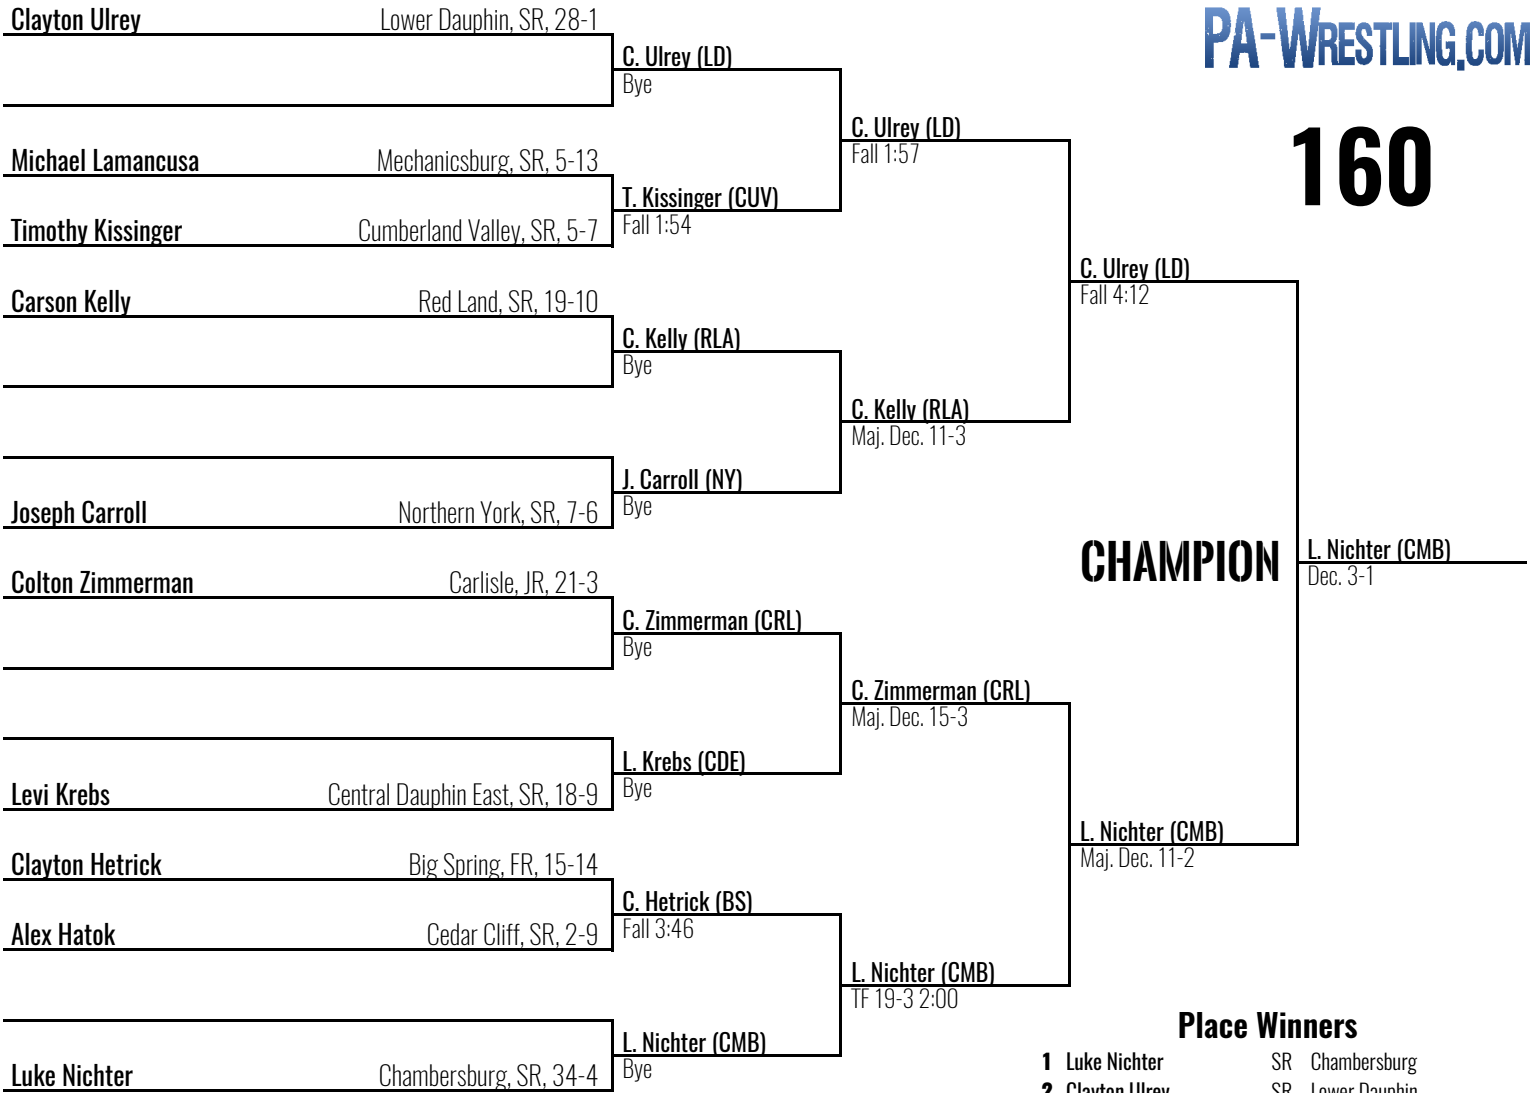 Clayton Ulrey Lower Dauphin, SR, 28-1
PA-Wrestling.com
C. Ulrey (LD)
Bye
C. Ulrey (LD)
Fall 1:57
160
Michael Lamancusa Mechanicsburg, SR, 5-13
T. Kissinger (CUV)
Fall 1:54
Timothy Kissinger Cumberland Valley, SR, 5-7
C. Ulrey (LD)
Fall 4:12
Carson Kelly Red Land, SR, 19-10
C. Kelly (RLA)
Bye
C. Kelly (RLA)
Maj. Dec. 11-3
J. Carroll (NY)
Bye
Joseph Carroll Northern York, SR, 7-6
CHAMPION
L. Nichter (CMB)
Dec. 3-1
Colton Zimmerman Carlisle, JR, 21-3
C. Zimmerman (CRL)
Bye
C. Zimmerman (CRL)
Maj. Dec. 15-3
L. Krebs (CDE)
Bye
Levi Krebs Central Dauphin East, SR, 18-9
L. Nichter (CMB)
Maj. Dec. 11-2
Clayton Hetrick Big Spring, FR, 15-14
C. Hetrick (BS)
Fall 3:46
Alex Hatok Cedar Cliff, SR, 2-9
L. Nichter (CMB)
TF 19-3 2:00
L. Nichter (CMB)
Bye
Luke Nichter Chambersburg, SR, 34-4
Place Winners
1 Luke Nichter SR Chambersburg
2 Clayton Ulrey SR Lower Dauphin